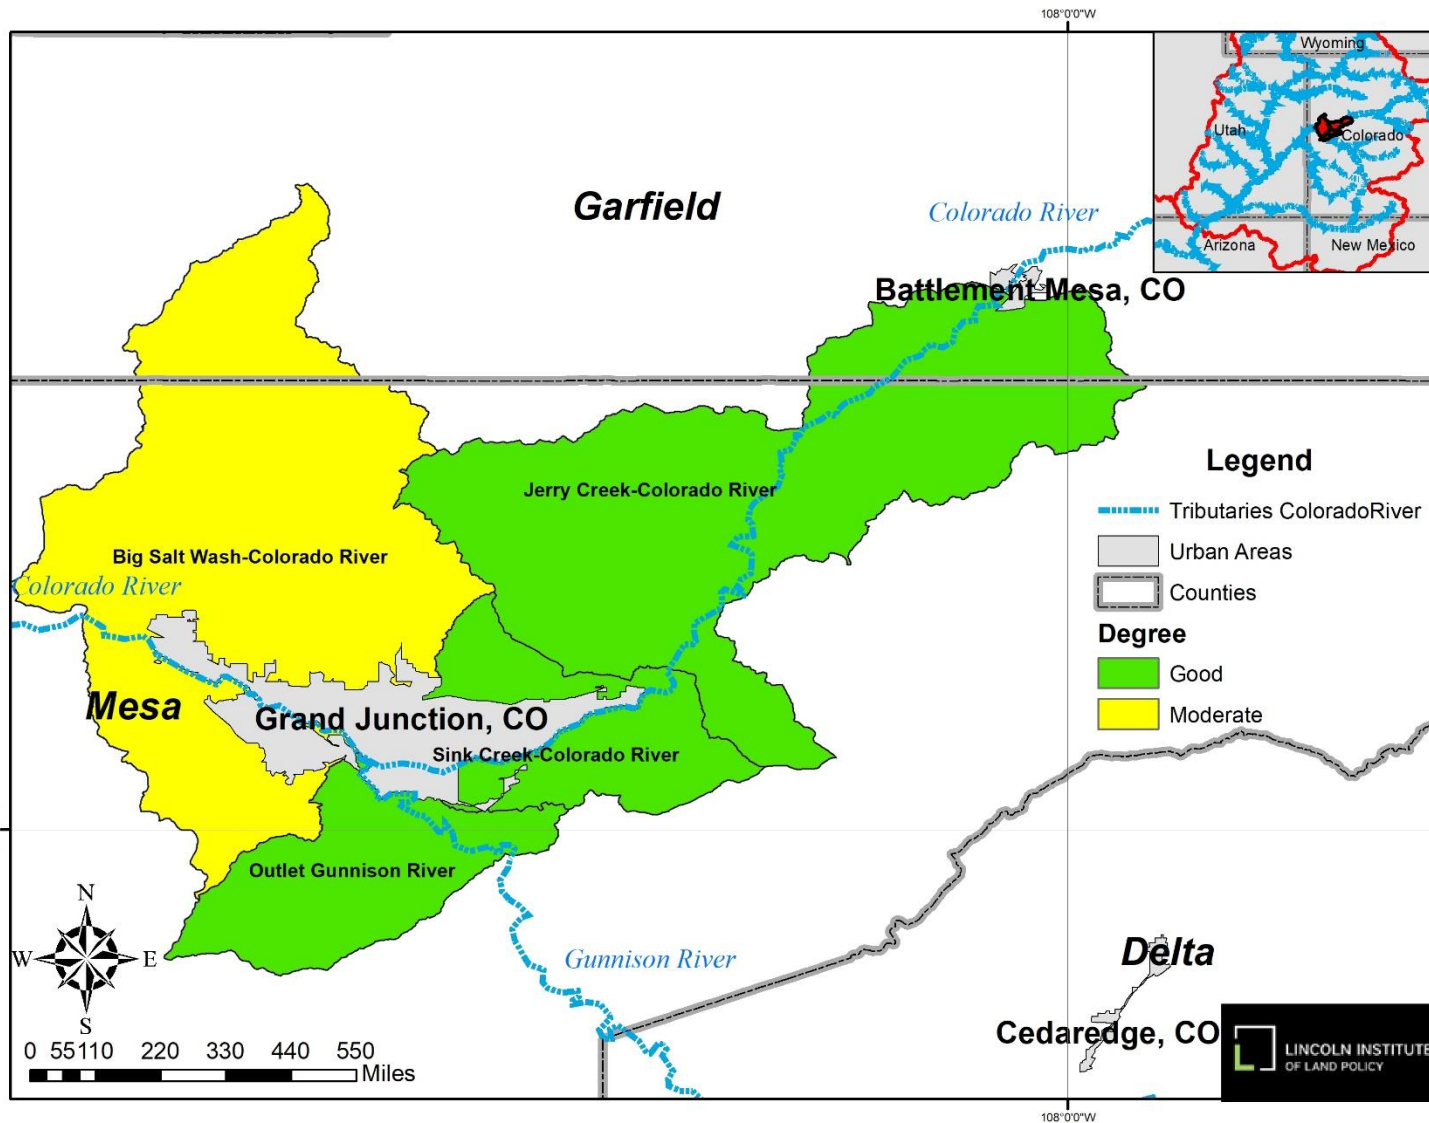 108°0'0"W
Wyoming
Utah
Colorado
Arizona
New Mexico
Garfield
Colorado River
Battlement Mesa, CO
Jerry Creek-Colorado River
Big Salt Wash-Colorado River
Colorado River
Mesa
Grand Junction, CO
Sink Creek-Colorado River
Outlet Gunnison River
Gunnison River
Delta
Cedaredge, CO
Legend
Tributaries ColoradoRiver
Urban Areas
Counties
Degree
Good
Moderate
N
W E
S
0 55 110 220 330 440 550
Miles
LINCOLN INSTITUTE
OF LAND POLICY
108°0'0"W